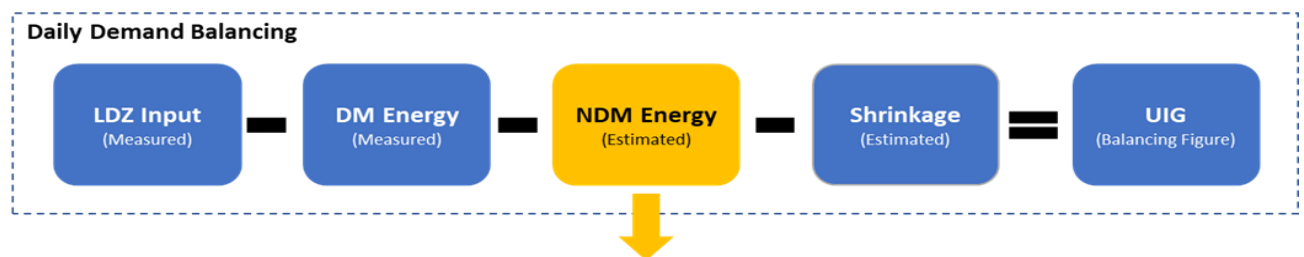 Daily Demand Balancing
LDZ Input
(Measured)
DM Energy
(Measured)
NDM Energy
(Estimated)
Shrinkage
(Estimated)
UIG
(Balancing Figure)